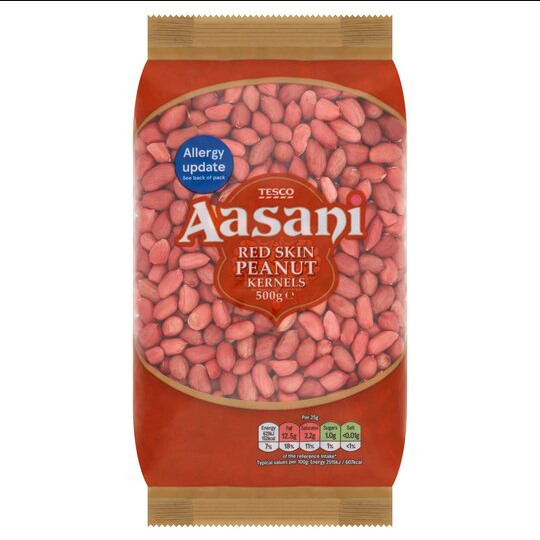 Allergy
update
See back of pack
TESCO
Aasani
RED SKIN
PEANUT
KERNELS
500g ℮
Per 25g
Energy Fat Saturates Sugars Salt
629kJ
152kcal 12.5g 2.2g 1.0g <0.01g
7% 18% 11% 1% <1%
of the reference intake*
Typical values per 100g: Energy 2515kJ / 607kcal